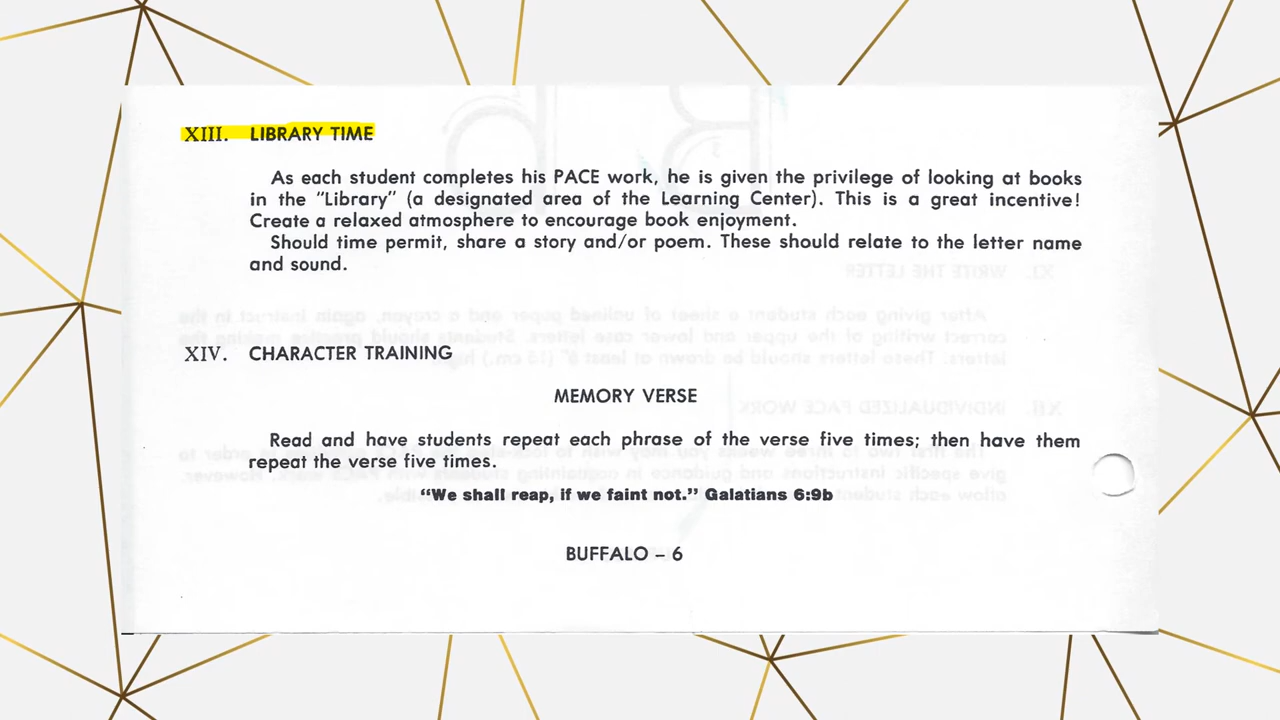 XIII. LIBRARY TIME
As each student completes his PACE work, he is given the privilege of looking at books
in the “Library” (a designated area of the Learning Center). This is a great incentive!
Create a relaxed atmosphere to encourage book enjoyment.
Should time permit, share a story and/or poem. These should relate to the letter name
and sound.
XIV. CHARACTER TRAINING
MEMORY VERSE
Read and have students repeat each phrase of the verse five times; then have them
repeat the verse five times.
“We shall reap, if we faint not.” Galatians 6:9b
BUFFALO – 6